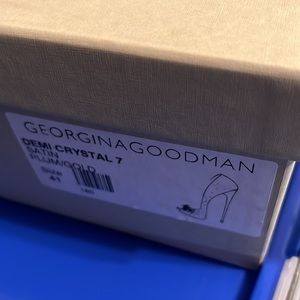 GEORGINAGOODMAN
DEMI CRYSTAL 7
SATIN
PLUM/GOLD
Size
41